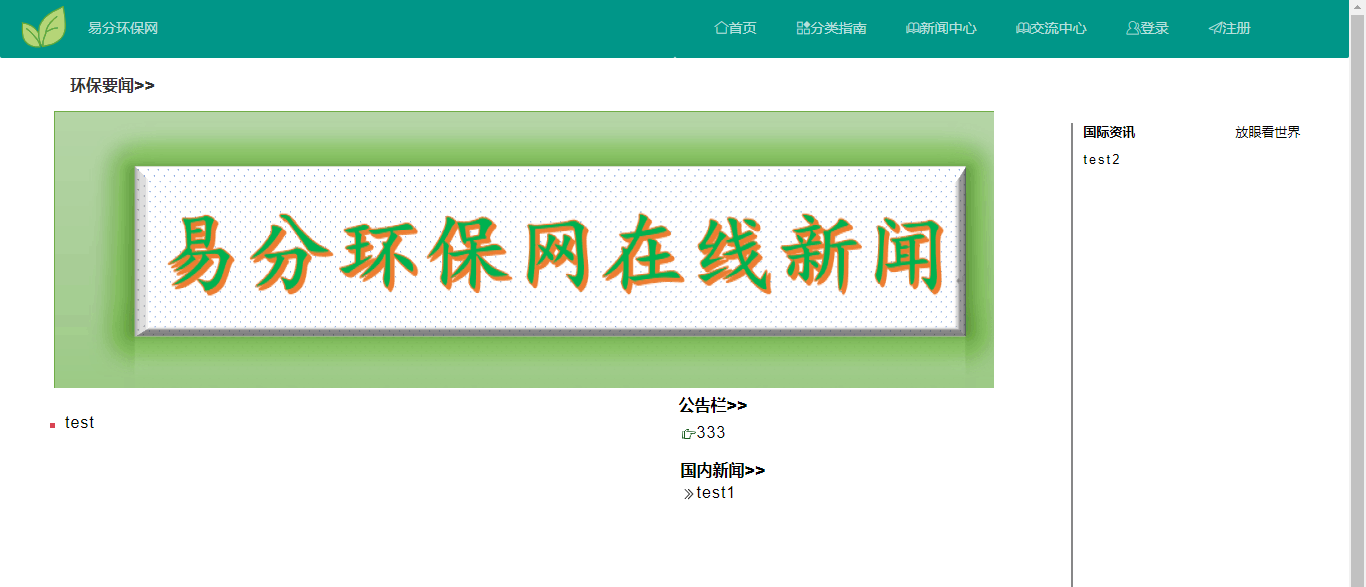 易分环保网
首页
分类指南
新闻中心
交流中心
登录
注册
环保要闻>>
易分环保网在线新闻
test
公告栏>>
333
国内新闻>>
test1
国际资讯
放眼看世界
test2